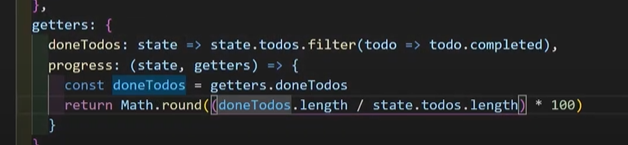 },
getters: {
doneTodos: state => state.todos.filter(todo => todo.completed),
progress: (state, getters) => {
const doneTodos = getters.doneTodos
return Math.round((doneTodos.length / state.todos.length) * 100)
}
}